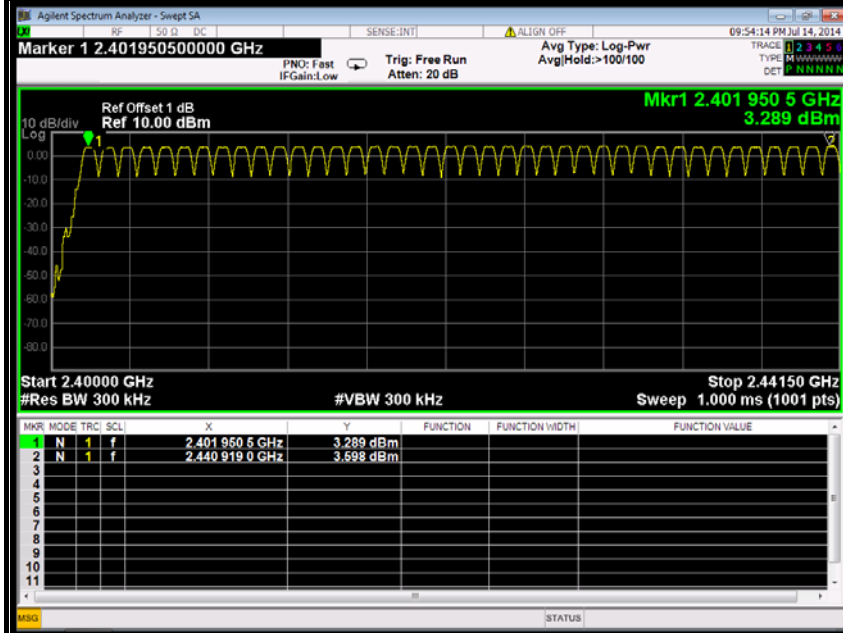 Agilent Spectrum Analyzer - Swept SA
RF 50 Ω DC SENSE:INT ALIGN OFF 09:54:14 PM Jul 14, 2014
Marker 1 2.401950500000 GHz
PNO: Fast
IFGain:Low
Trig: Free Run
Atten: 20 dB
Avg Type: Log-Pwr
Avg|Hold:>100/100
TRACE 1 2 3 4 5 6
TYPE M WWWWW
DET P N N N N N
Mkr1 2.401 950 5 GHz
3.289 dBm
Ref Offset 1 dB
10 dB/div Ref 10.00 dBm
Log
1
2
0.00
-10.0
-20.0
-30.0
-40.0
-50.0
-60.0
-70.0
-80.0
Start 2.40000 GHz Stop 2.44150 GHz
#Res BW 300 kHz #VBW 300 kHz Sweep 1.000 ms (1001 pts)
MKR MODE TRC SCL X Y FUNCTION FUNCTION WIDTH FUNCTION VALUE
1 N 1 f 2.401 950 5 GHz 3.289 dBm
2 N 1 f 2.440 919 0 GHz 3.598 dBm
3
4
5
6
7
8
9
10
11
MSG STATUS